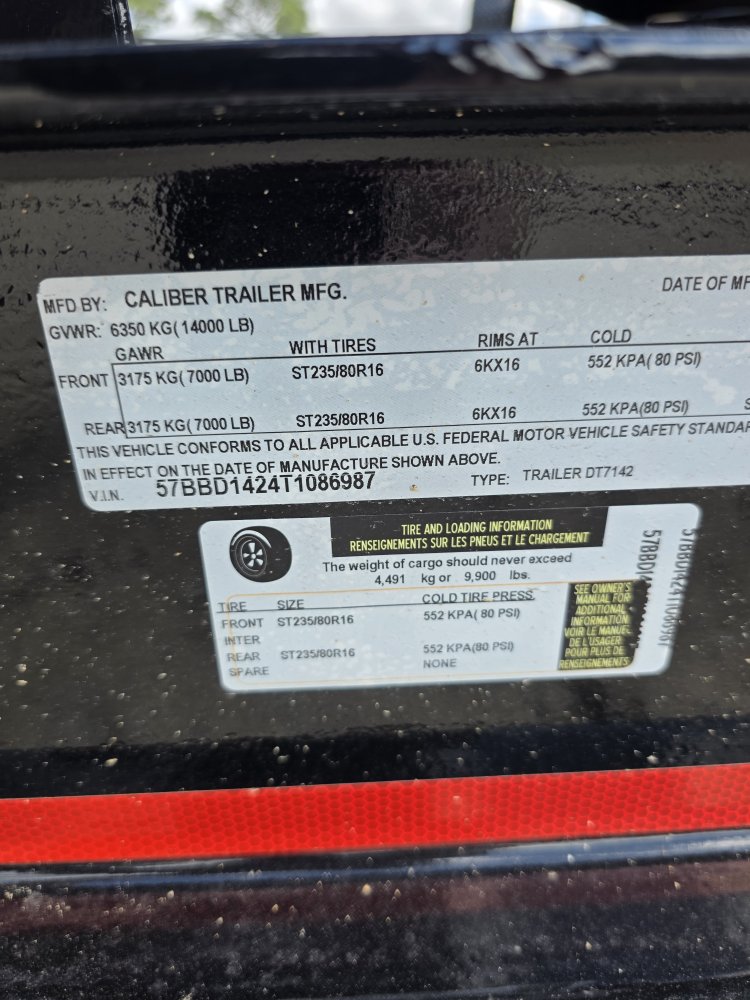 MFD BY: CALIBER TRAILER MFG. DATE OF MF
GVWR: 6350 KG(14000 LB)
GAWR WITH TIRES RIMS AT COLD
FRONT 3175 KG(7000 LB) ST235/80R16 6KX16 552 KPA(80 PSI)
REAR 3175 KG(7000 LB) ST235/80R16 6KX16 552 KPA(80 PSI) S
THIS VEHICLE CONFORMS TO ALL APPLICABLE U.S. FEDERAL MOTOR VEHICLE SAFETY STANDAR
IN EFFECT ON THE DATE OF MANUFACTURE SHOWN ABOVE.
V.I.N. 57BBD1424T1086987 TYPE: TRAILER DT7142
TIRE AND LOADING INFORMATION
RENSEIGNEMENTS SUR LES PNEUS ET LE CHARGEMENT
The weight of cargo should never exceed
4,491 kg or 9,900 lbs.
TIRE SIZE COLD TIRE PRESS.
FRONT ST235/80R16 552 KPA(80 PSI)
INTER
REAR ST235/80R16 552 KPA(80 PSI)
SPARE NONE
SEE OWNER'S
MANUAL FOR
ADDITIONAL
INFORMATION
VOIR LE MANUEL
DE L'USAGER
POUR PLUS DE
RENSEIGNEMENTS